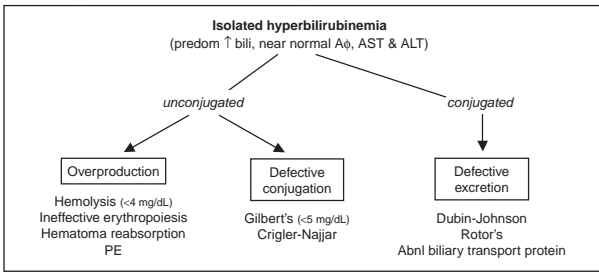 Isolated hyperbilirubinemia
(predom ↑ bili, near normal Aϕ, AST & ALT)
unconjugated
conjugated
Overproduction
Hemolysis (<4 mg/dL)
Ineffective erythropoiesis
Hematoma reabsorption
PE
Defective
conjugation
Gilbert's (<5 mg/dL)
Crigler-Najjar
Defective
excretion
Dubin-Johnson
Rotor's
Abnl biliary transport protein